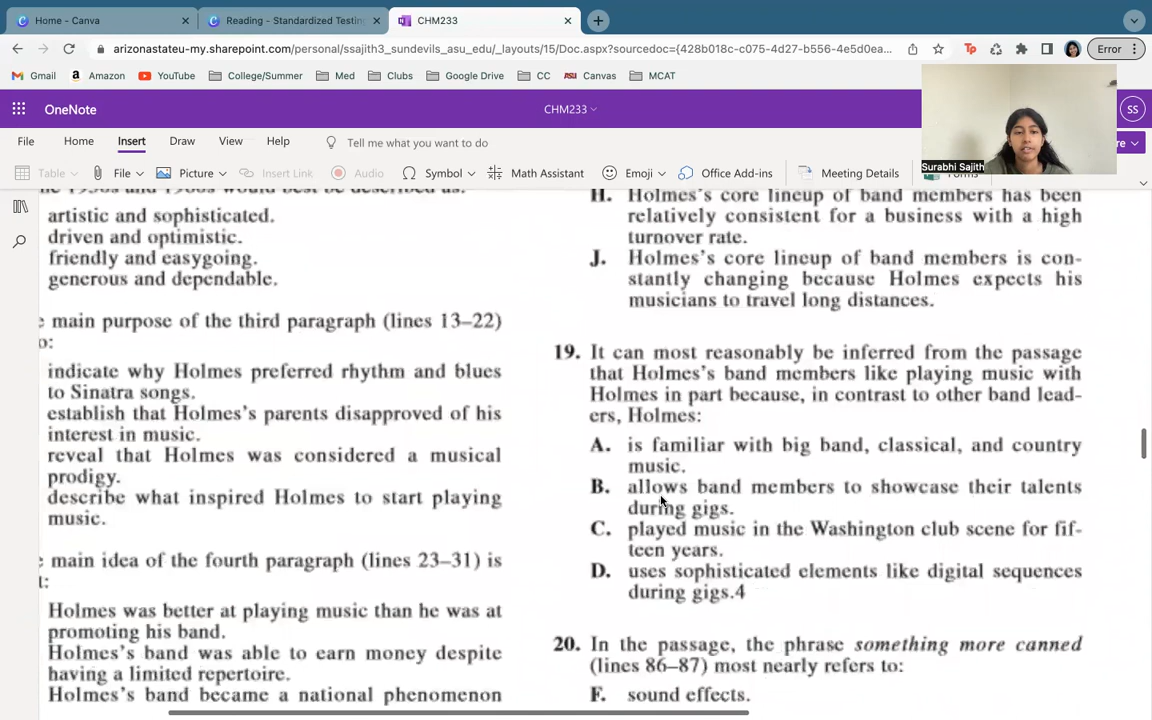 Home - Canva
Reading - Standardized Testing
CHM233
arizonastateu-my.sharepoint.com/personal/ssajith3_sundevils_asu_edu/_layouts/15/Doc.aspx?sourcedoc={428b018c-c075-4d27-b556-4e5d0ea...
Error
Gmail
Amazon
YouTube
College/Summer
Med
Clubs
Google Drive
CC
ASU Canvas
MCAT
OneNote
CHM233
SS
File
Home
Insert
Draw
View
Help
Tell me what you want to do
Surabhi Sajith
Table
File
Picture
Insert Link
Audio
Symbol
Math Assistant
Emoji
Office Add-ins
Meeting Details
Forms
artistic and sophisticated.
driven and optimistic.
friendly and easygoing.
generous and dependable.
main purpose of the third paragraph (lines 13–22)
o:
indicate why Holmes preferred rhythm and blues
to Sinatra songs.
establish that Holmes's parents disapproved of his
interest in music.
reveal that Holmes was considered a musical
prodigy.
describe what inspired Holmes to start playing
music.
main idea of the fourth paragraph (lines 23–31) is
t:
Holmes was better at playing music than he was at
promoting his band.
Holmes's band was able to earn money despite
having a limited repertoire.
Holmes's band became a national phenomenon
H. Holmes's core lineup of band members has been
relatively consistent for a business with a high
turnover rate.
J. Holmes's core lineup of band members is con-
stantly changing because Holmes expects his
musicians to travel long distances.
19. It can most reasonably be inferred from the passage
that Holmes's band members like playing music with
Holmes in part because, in contrast to other band lead-
ers, Holmes:
A. is familiar with big band, classical, and country
music.
B. allows band members to showcase their talents
during gigs.
C. played music in the Washington club scene for fif-
teen years.
D. uses sophisticated elements like digital sequences
during gigs.4
20. In the passage, the phrase something more canned
(lines 86–87) most nearly refers to:
F. sound effects.